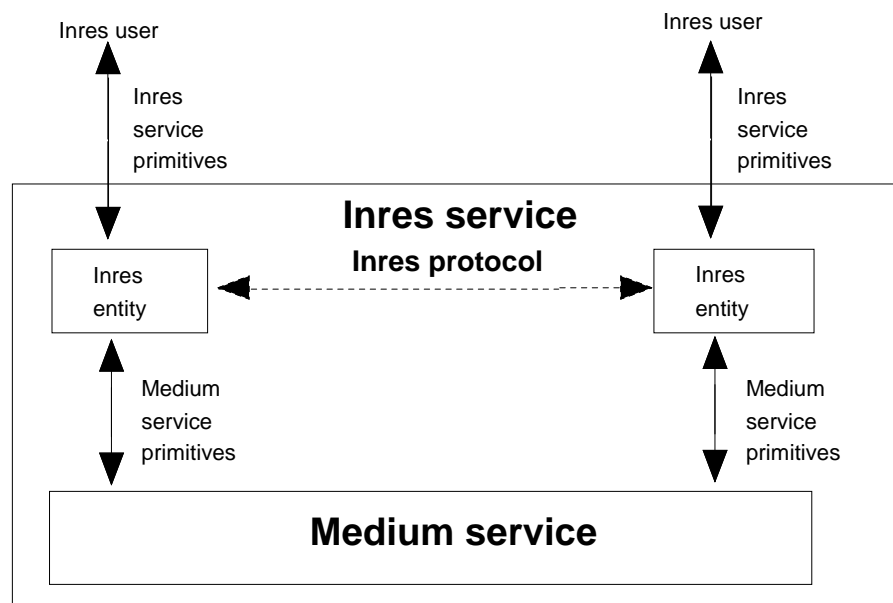 Inres user
Inres user
Inres
service
primitives
Inres
service
primitives
Inres service
Inres protocol
Inres
entity
Inres
entity
Medium
service
primitives
Medium
service
primitives
Medium service